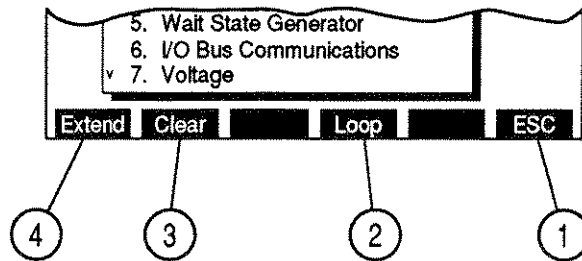 5. Wait State Generator
6. I/O Bus Communications
v 7. Voltage
Extend Clear Loop ESC
4 3 2 1